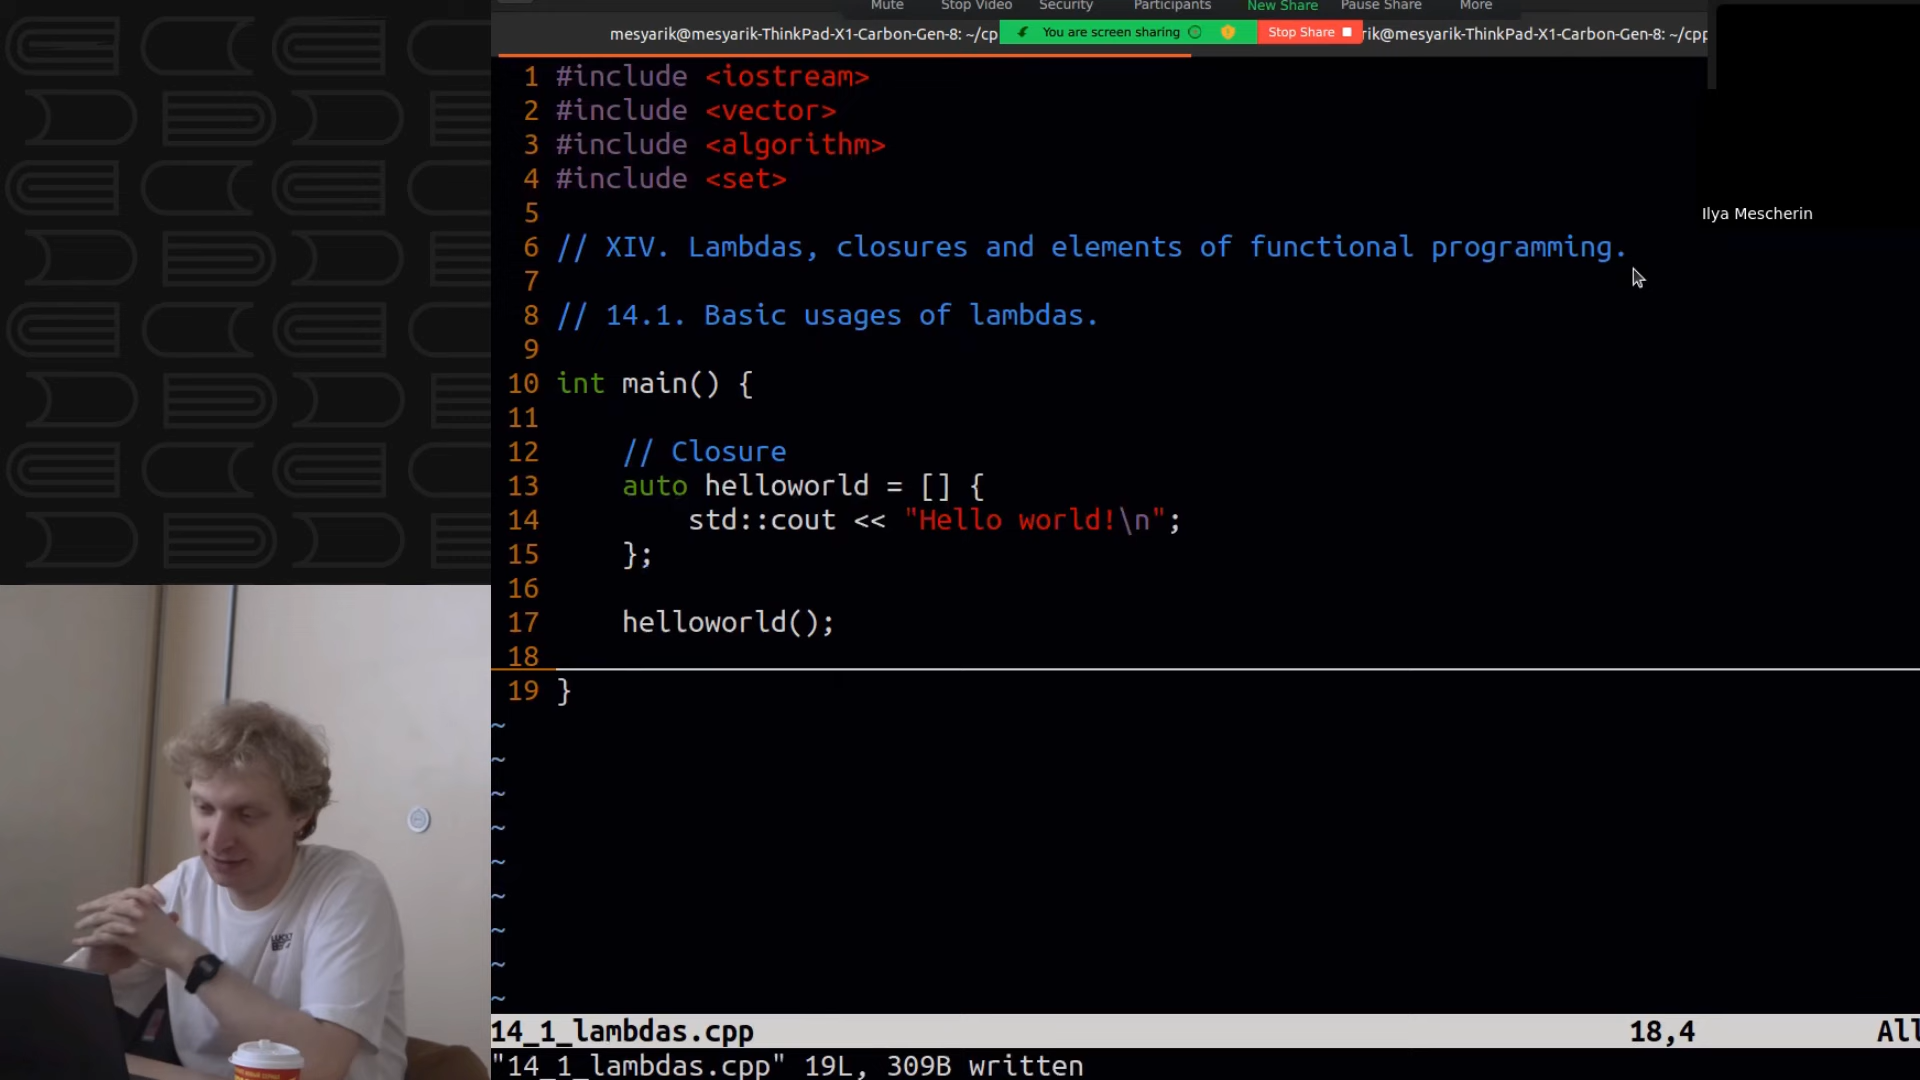 Mute Stop Video Security Participants New Share Pause Share More
mesyarik@mesyarik-ThinkPad-X1-Carbon-Gen-8: ~/cp You are screen sharing Stop Share rik@mesyarik-ThinkPad-X1-Carbon-Gen-8: ~/cpp
Ilya Mescherin
1 #include <iostream>
2 #include <vector>
3 #include <algorithm>
4 #include <set>
5
6 // XIV. Lambdas, closures and elements of functional programming.
7
8 // 14.1. Basic usages of lambdas.
9
10 int main() {
11
12     // Closure
13     auto helloworld = [] {
14         std::cout << "Hello world!\n";
15     };
16
17     helloworld();
18
19 }
~
~
~
~
~
~
~
~
~
14_1_lambdas.cpp 18,4 All
"14_1_lambdas.cpp" 19L, 309B written